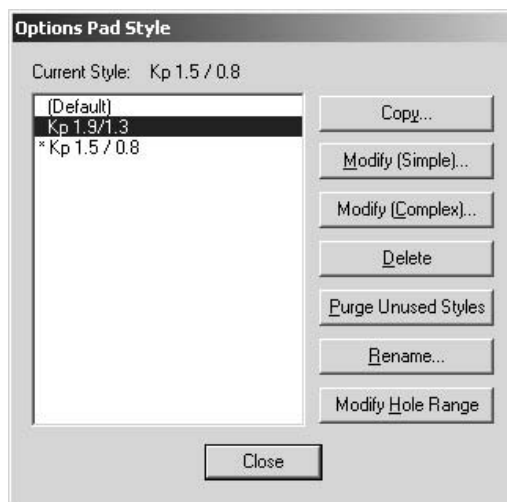 Options Pad Style
Current Style: Kp 1.5 / 0.8
(Default)
Kp 1.9/1.3
* Kp 1.5 / 0.8
Copy...
Modify (Simple)...
Modify (Complex)...
Delete
Purge Unused Styles
Rename...
Modify Hole Range
Close